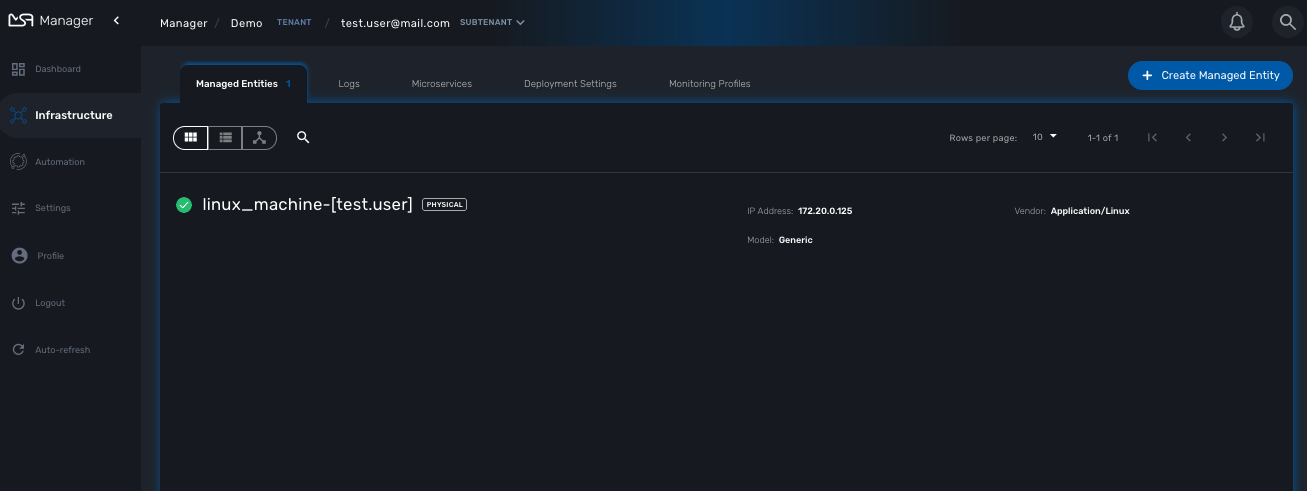 MSA Manager
Manager / Demo TENANT / test.user@mail.com SUBTENANT
Dashboard
Infrastructure
Automation
Settings
Profile
Logout
Auto-refresh
Managed Entities 1 Logs Microservices Deployment Settings Monitoring Profiles
+ Create Managed Entity
Rows per page: 10 1-1 of 1
linux_machine-[test.user] PHYSICAL
IP Address: 172.20.0.125 Vendor: Application/Linux
Model: Generic